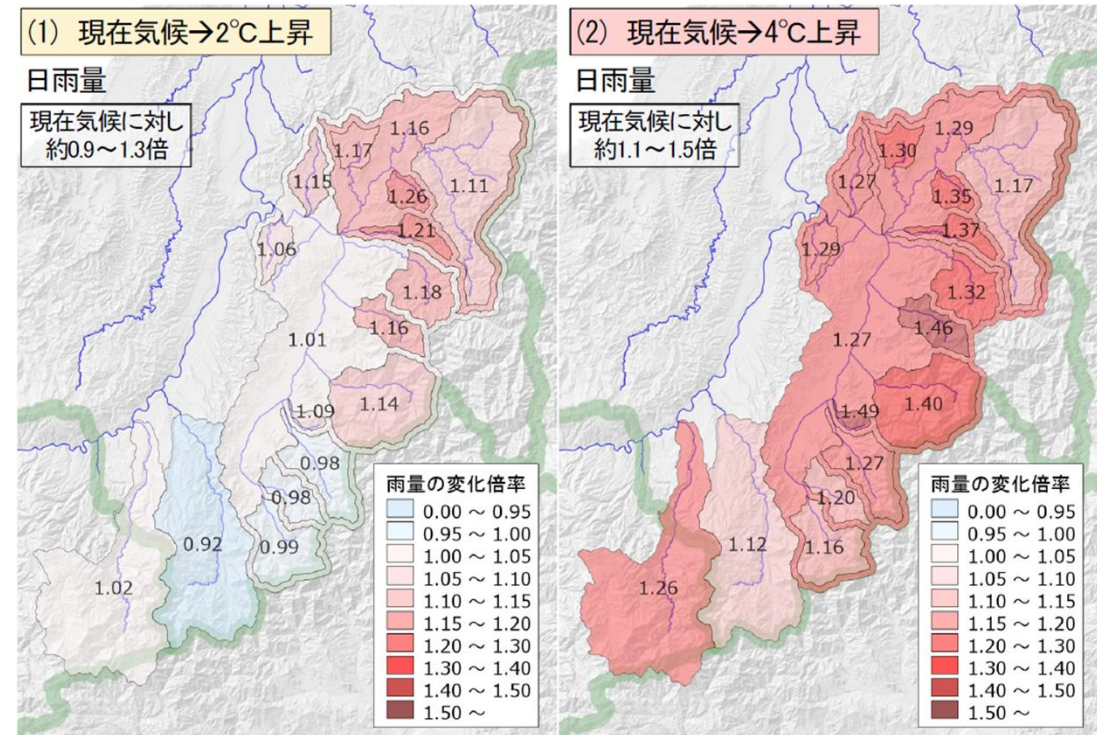 (1) 現在気候→2℃上昇
日雨量
現在気候に対し
約0.9～1.3倍
1.16
1.17
1.15
1.11
1.26
1.21
1.06
1.18
1.16
1.01
1.14
1.09
0.98
0.98
0.92
0.99
1.02
雨量の変化倍率
0.00 ～ 0.95
0.95 ～ 1.00
1.00 ～ 1.05
1.05 ～ 1.10
1.10 ～ 1.15
1.15 ～ 1.20
1.20 ～ 1.30
1.30 ～ 1.40
1.40 ～ 1.50
1.50 ～
(2) 現在気候→4℃上昇
日雨量
現在気候に対し
約1.1～1.5倍
1.29
1.30
1.27
1.17
1.35
1.37
1.29
1.32
1.46
1.27
1.40
1.49
1.27
1.20
1.12
1.16
1.26
雨量の変化倍率
0.00 ～ 0.95
0.95 ～ 1.00
1.00 ～ 1.05
1.05 ～ 1.10
1.10 ～ 1.15
1.15 ～ 1.20
1.20 ～ 1.30
1.30 ～ 1.40
1.40 ～ 1.50
1.50 ～